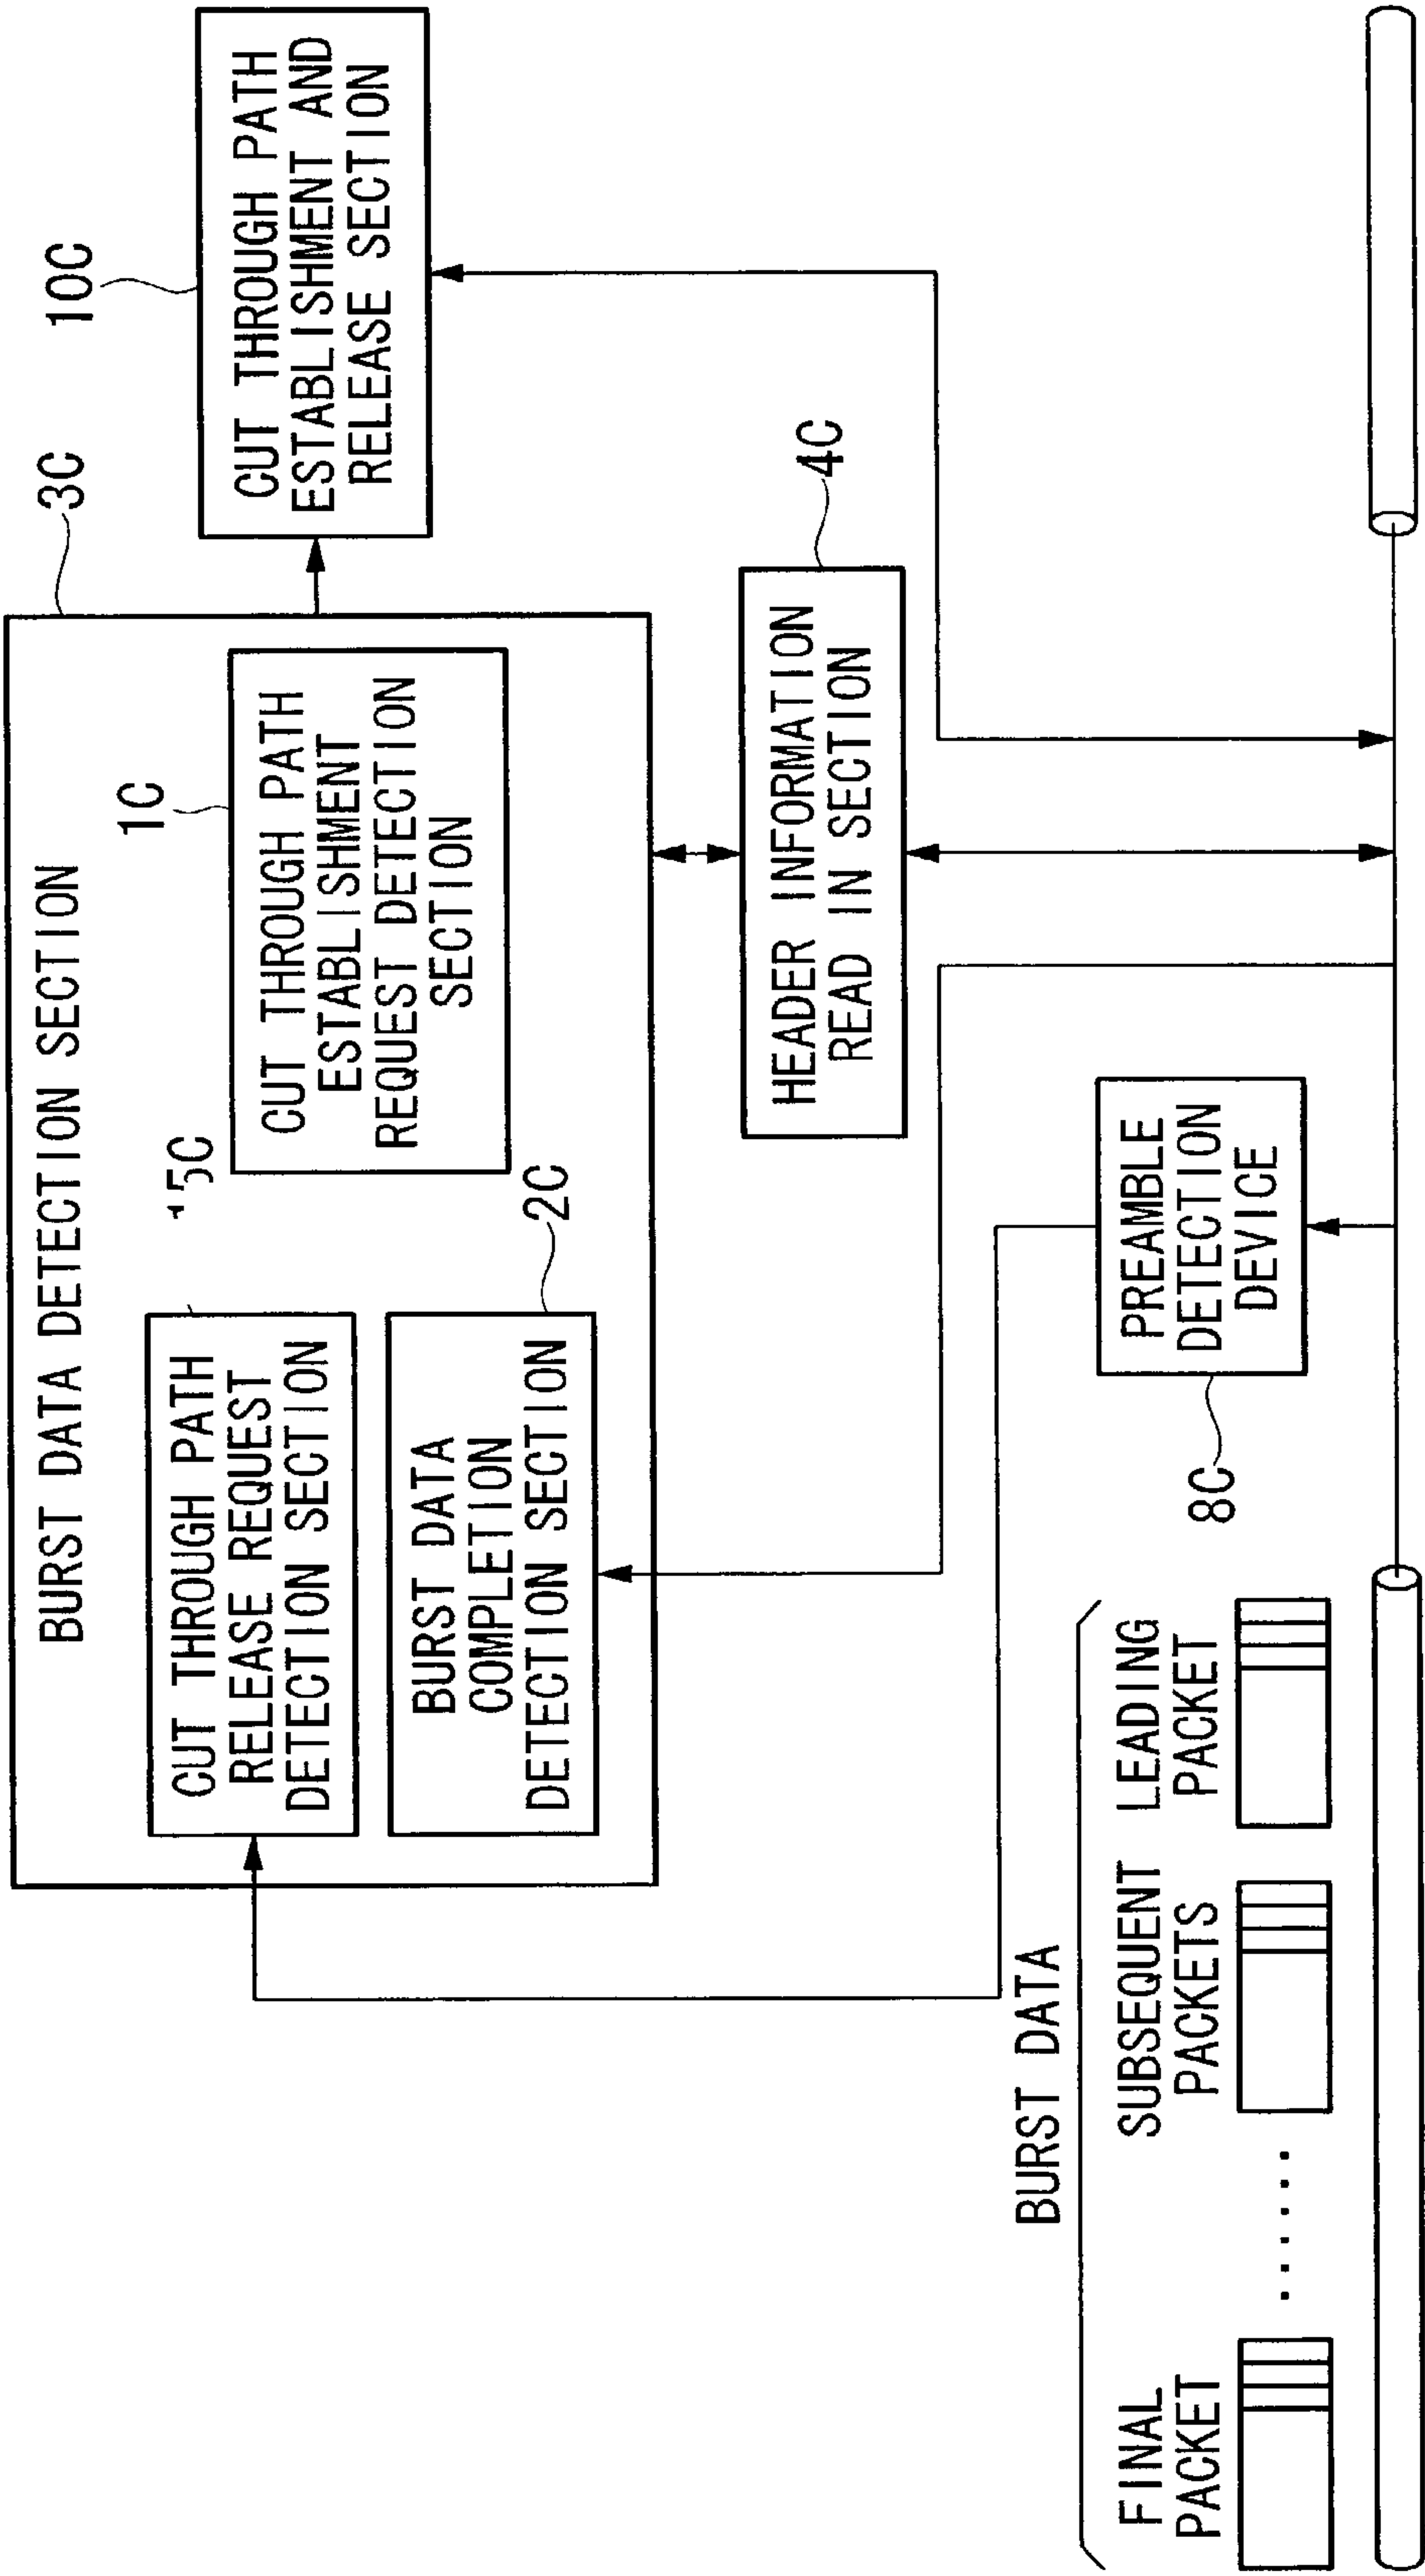 BURST DATA DETECTION SECTION
3C
10C
CUT THROUGH PATH
ESTABLISHMENT AND
RELEASE SECTION
15C
CUT THROUGH PATH
RELEASE REQUEST
DETECTION SECTION
1C
CUT THROUGH PATH
ESTABLISHMENT
REQUEST DETECTION
SECTION
2C
BURST DATA
COMPLETION
DETECTION SECTION
4C
HEADER INFORMATION
READ IN SECTION
PREAMBLE
DETECTION
DEVICE
8C
BURST DATA
FINAL
PACKET
......
SUBSEQUENT
PACKETS
LEADING
PACKET